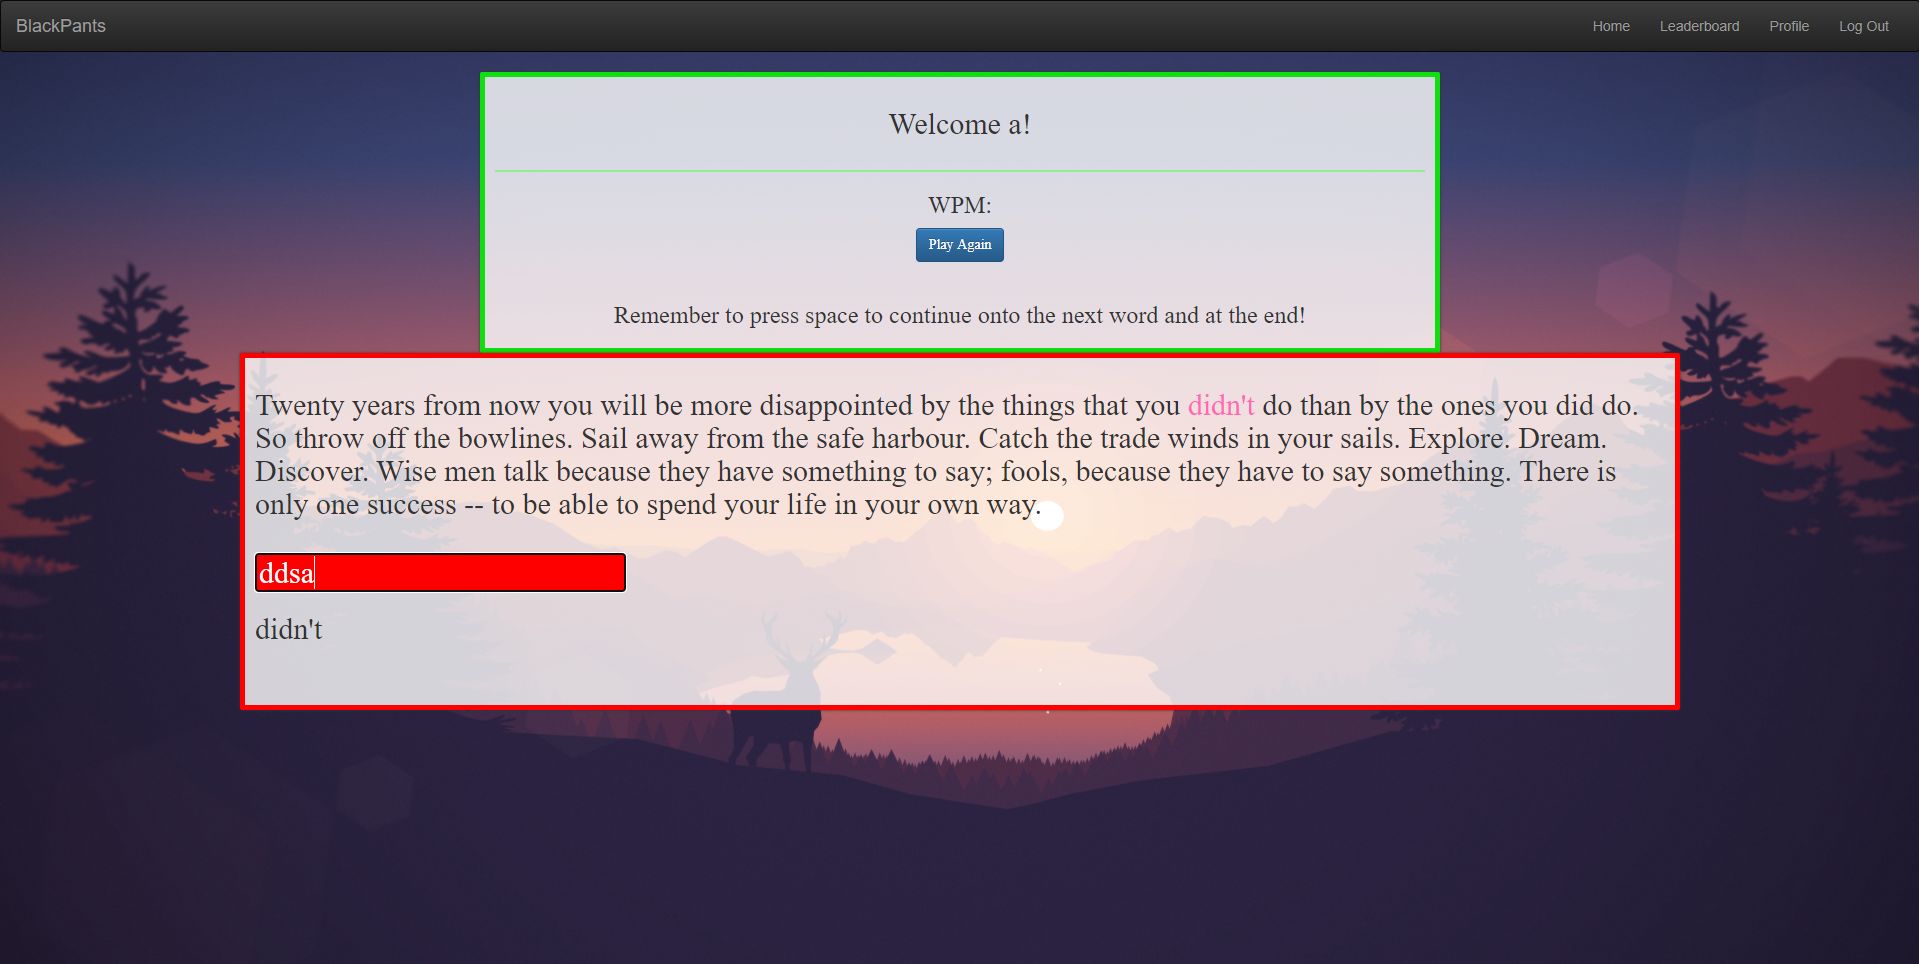 BlackPants
Home Leaderboard Profile Log Out
Welcome a!
WPM:
Play Again
Remember to press space to continue onto the next word and at the end!
Twenty years from now you will be more disappointed by the things that you didn't do than by the ones you did do.
So throw off the bowlines. Sail away from the safe harbour. Catch the trade winds in your sails. Explore. Dream.
Discover. Wise men talk because they have something to say; fools, because they have to say something. There is
only one success -- to be able to spend your life in your own way.
ddsa
didn't